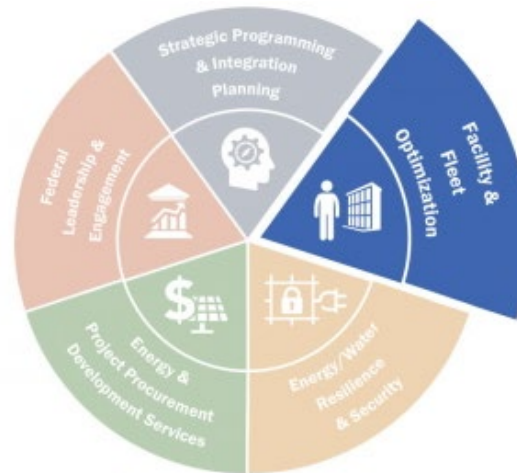 Strategic Programming
& Integration
Planning
Facility &
Fleet
Optimization
Energy/Water
Resilience
& Security
Energy &
Project Procurement
Development Services
Federal
Leadership &
Engagement
$